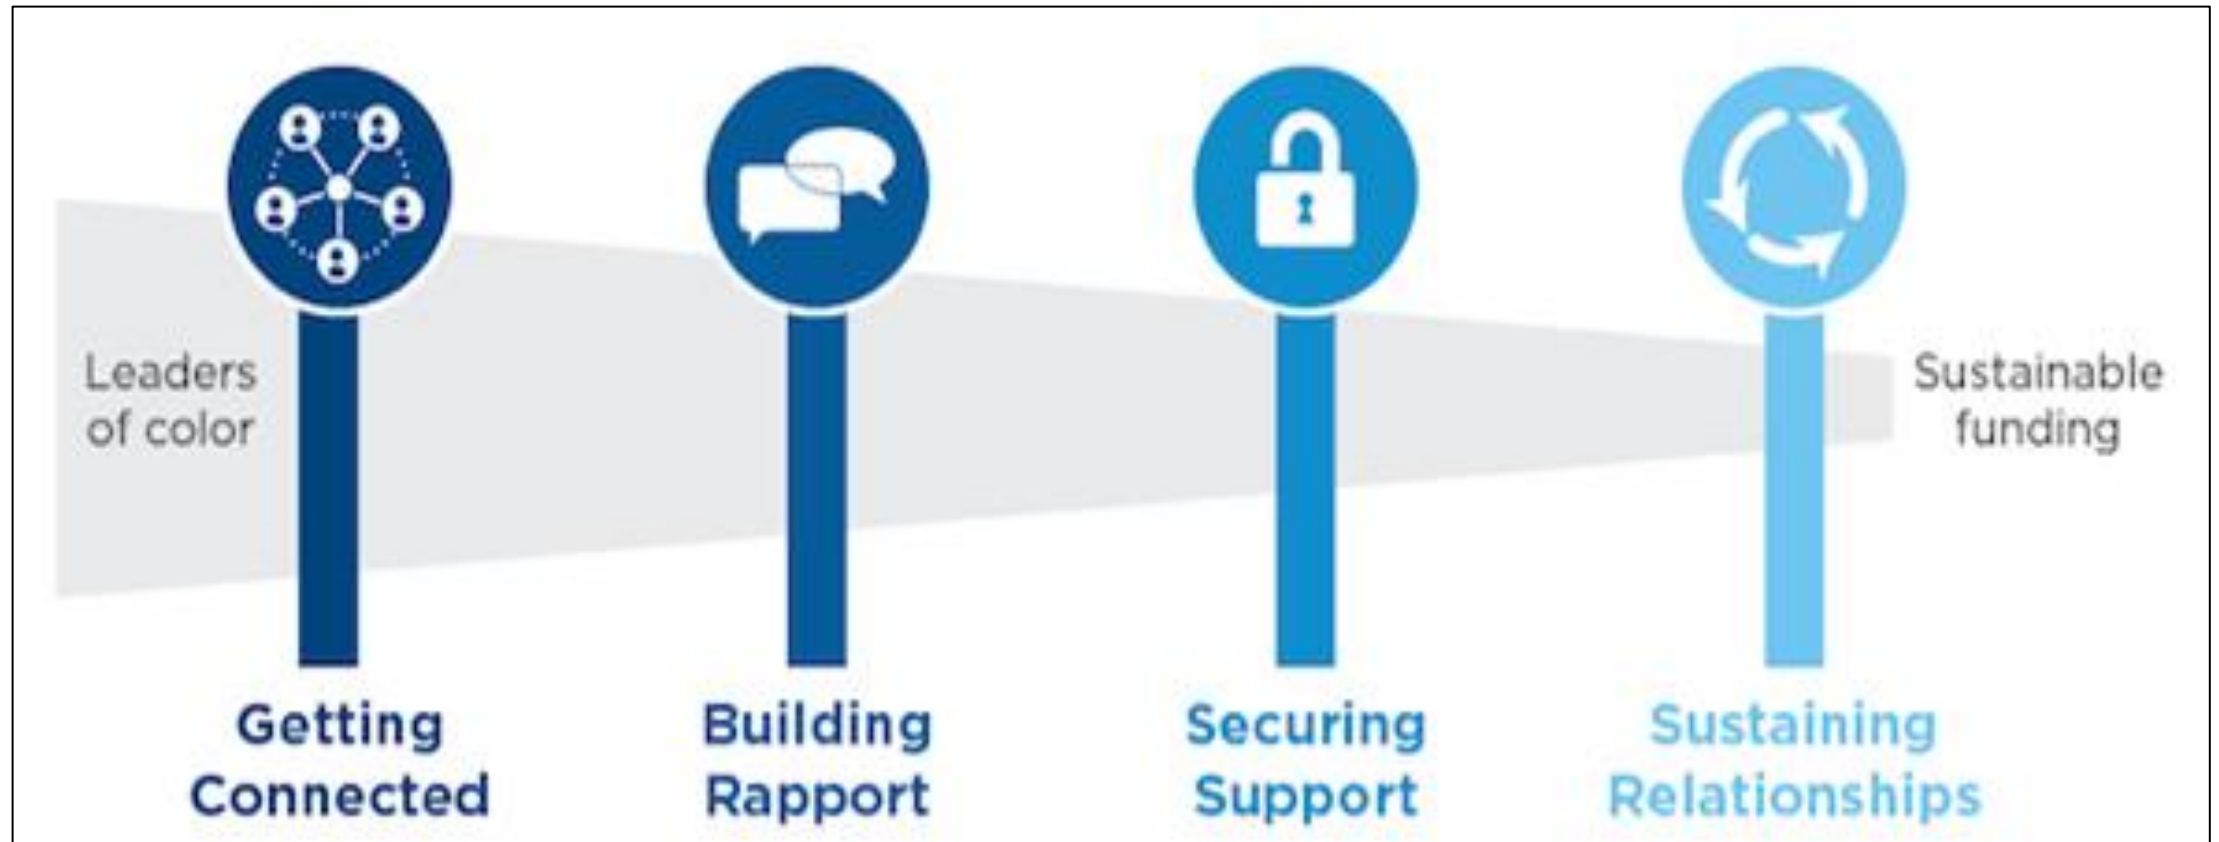 Leaders
of color
Sustainable
funding
Getting
Connected
Building
Rapport
Securing
Support
Sustaining
Relationships